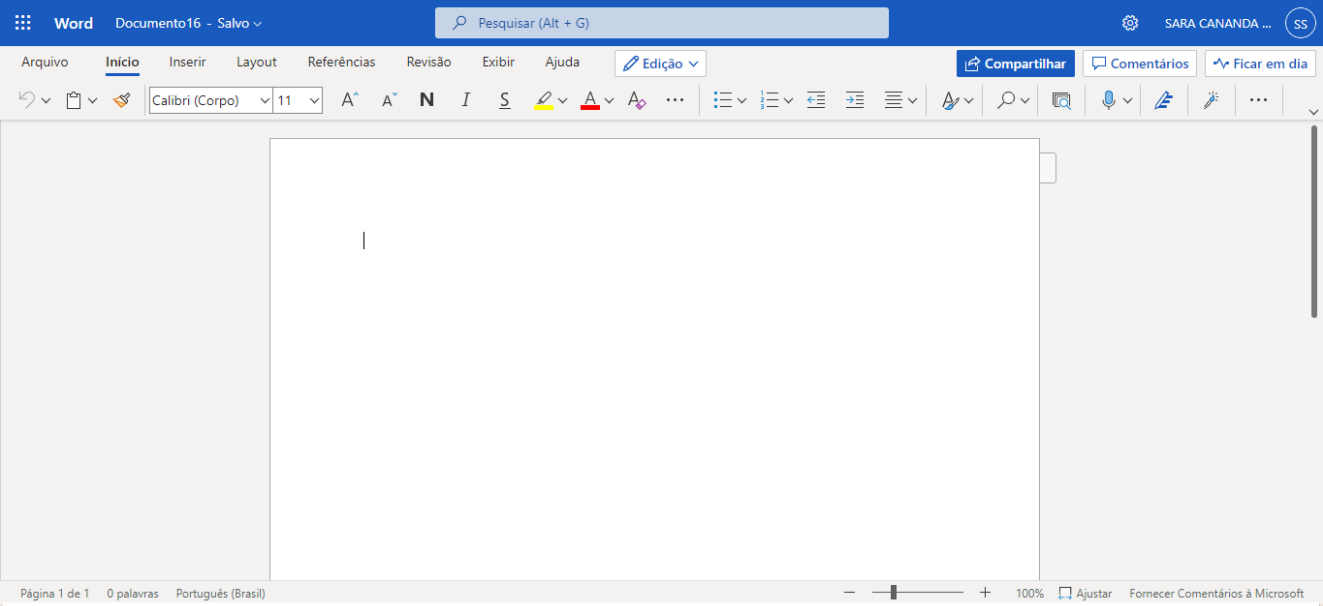 Word Documento16 - Salvo Pesquisar (Alt + G) SARA CANANDA ... SS
Arquivo Início Inserir Layout Referências Revisão Exibir Ajuda Edição Compartilhar Comentários Ficar em dia
Calibri (Corpo) 11 A A N I S A A ... A ...
Página 1 de 1 0 palavras Português (Brasil) 100% Ajustar Fornecer Comentários à Microsoft